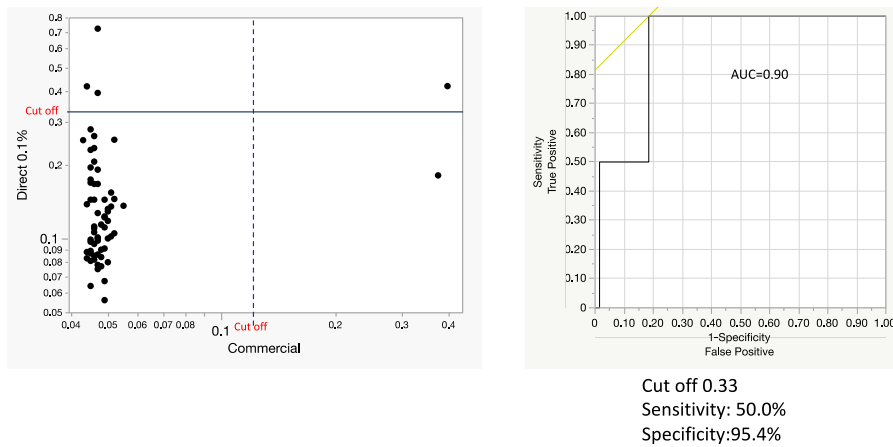 0.8
0.7
0.6
0.5
0.4
Cut off
0.3
0.2
0.1
0.09
0.08
0.07
0.06
0.05
Direct 0.1%
0.04 0.05 0.06 0.07 0.08 0.1 0.2 0.3 0.4
Cut off
Commercial
1.00
0.90
0.80
0.70
0.60
0.50
0.40
0.30
0.20
0.10
0
Sensitivity
True Positive
AUC=0.90
0 0.10 0.20 0.30 0.40 0.50 0.60 0.70 0.80 1.00
1-Specificity
False Positive
Cut off 0.33
Sensitivity: 50.0%
Specificity:95.4%